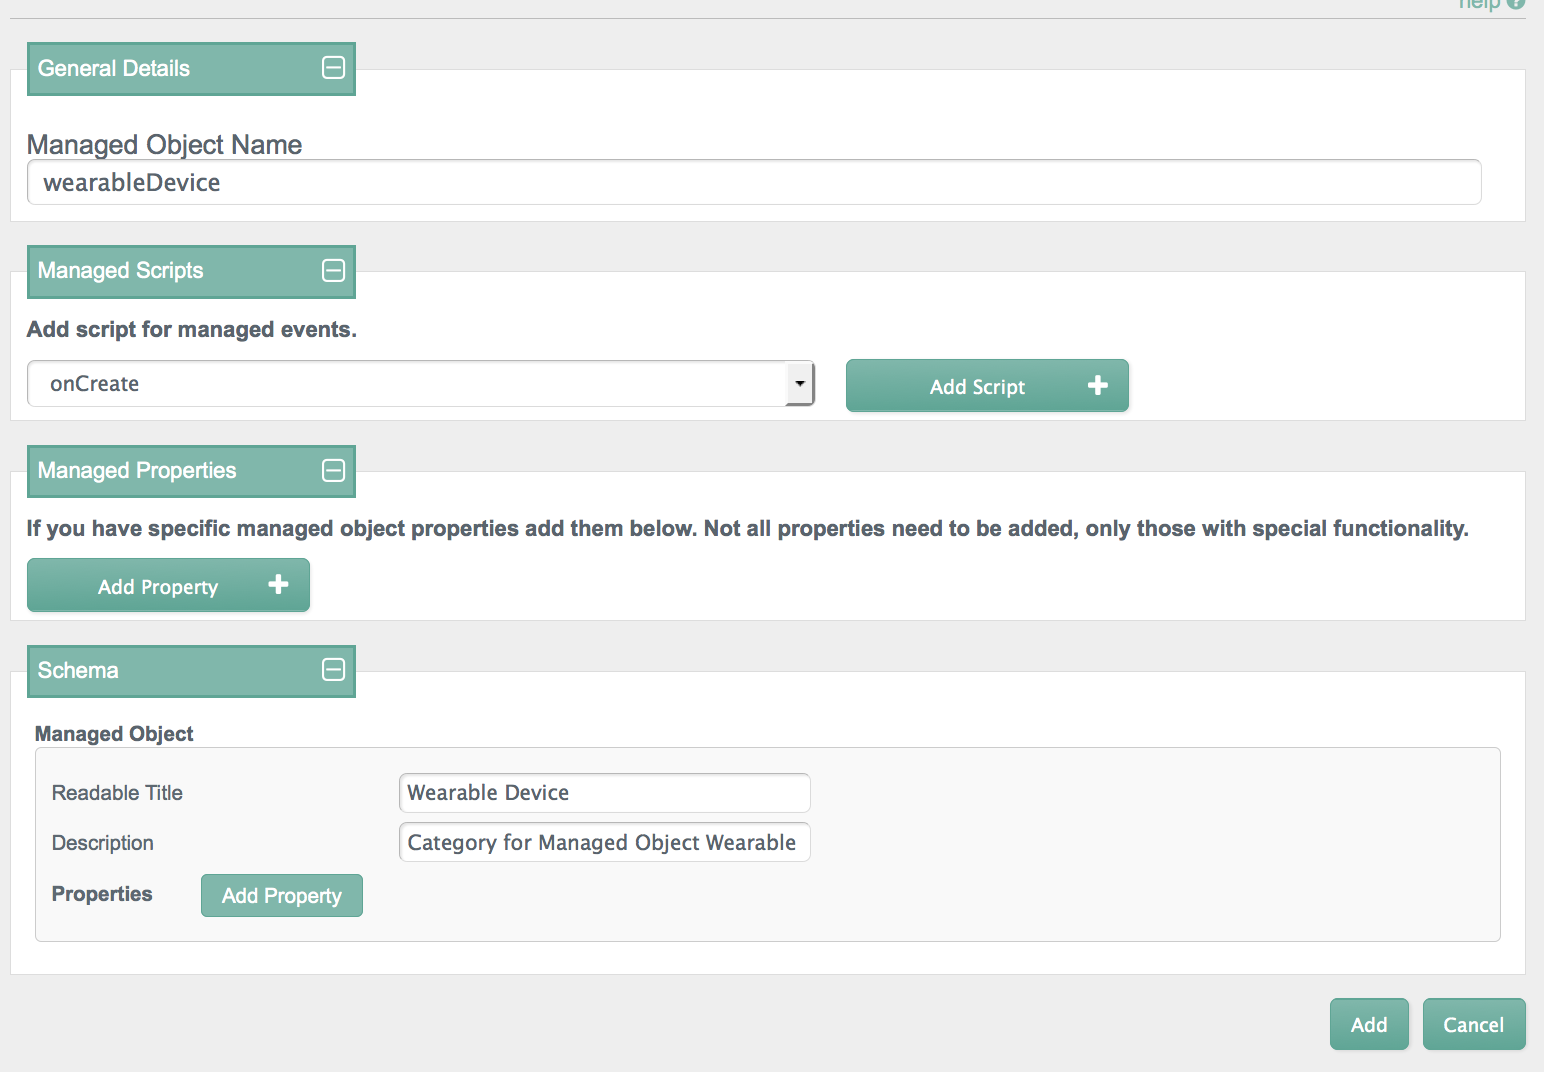 help
General Details
Managed Object Name
wearableDevice
Managed Scripts
Add script for managed events.
onCreate
Add Script
Managed Properties
If you have specific managed object properties add them below. Not all properties need to be added, only those with special functionality.
Add Property
Schema
Managed Object
Readable Title Wearable Device
Description Category for Managed Object Wearable
Properties Add Property
Add Cancel